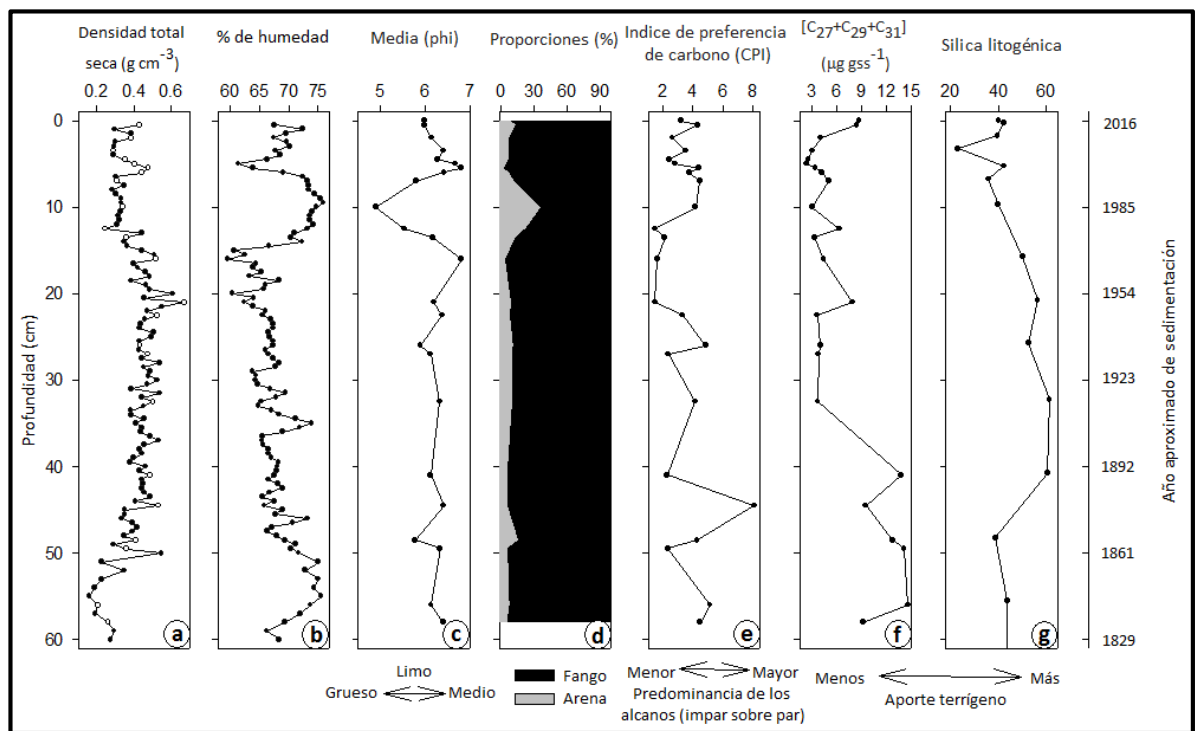 Densidad total
seca (g cm⁻³)
% de humedad
Media (phi)
Proporciones (%)
Indice de preferencia
de carbono (CPI)
[C₂₇+C₂₉+C₃₁]
(µg gss⁻¹)
Silica litogénica
0.2 0.4 0.6
60 65 70 75
5 6 7
0 30 60 90
2 4 6 8
3 6 9 12 15
20 40 60
Profundidad (cm)
0
10
20
30
40
50
60
2016
1985
1954
1923
1892
1861
1829
Año aproximado de sedimentación
a
b
c
d
e
f
g
Limo
Grueso Medio
Fango
Arena
Menor Mayor
Predominancia de los
alcanos (impar sobre par)
Menos Más
Aporte terrígeno